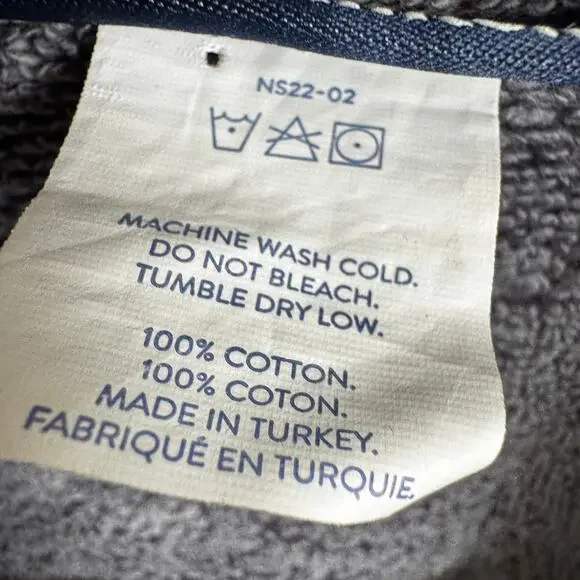 NS22-02
MACHINE WASH COLD.
DO NOT BLEACH.
TUMBLE DRY LOW.
100% COTTON.
100% COTON.
MADE IN TURKEY.
FABRIQUÉ EN TURQUIE